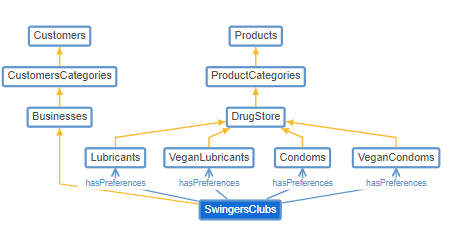 Customers Products
CustomersCategories ProductCategories
Businesses DrugStore
Lubricants VeganLubricants Condoms VeganCondoms
hasPreferences hasPreferences hasPreferences hasPreferences
SwingersClubs